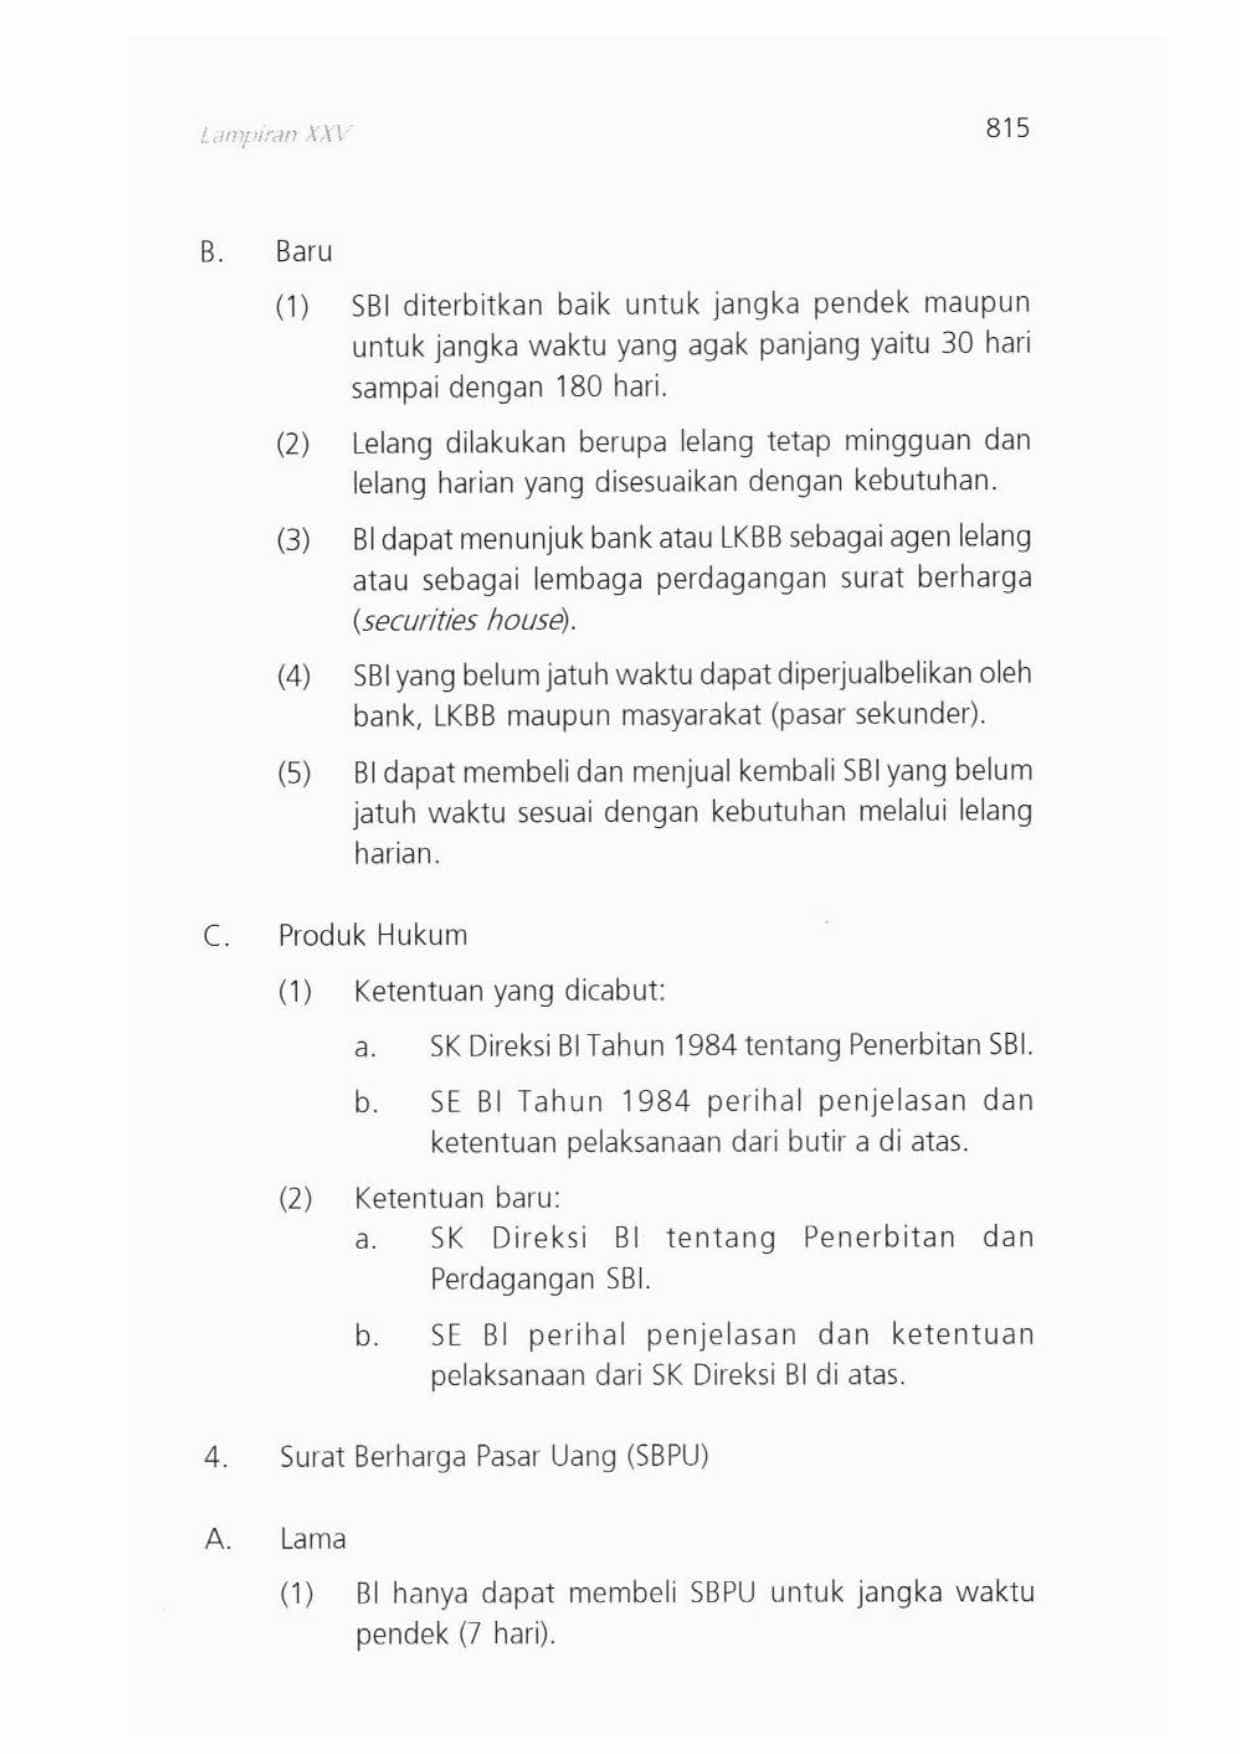 Lampiran XXV 815
B. Baru
(1) SBI diterbitkan baik untuk jangka pendek maupun
untuk jangka waktu yang agak panjang yaitu 30 hari
sampai dengan 180 hari.
(2) Lelang dilakukan berupa lelang tetap mingguan dan
lelang harian yang disesuaikan dengan kebutuhan.
(3) BI dapat menunjuk bank atau LKBB sebagai agen lelang
atau sebagai lembaga perdagangan surat berharga
(securities house).
(4) SBI yang belum jatuh waktu dapat diperjualbelikan oleh
bank, LKBB maupun masyarakat (pasar sekunder).
(5) BI dapat membeli dan menjual kembali SBI yang belum
jatuh waktu sesuai dengan kebutuhan melalui lelang
harian.
C. Produk Hukum
(1) Ketentuan yang dicabut:
a. SK Direksi BI Tahun 1984 tentang Penerbitan SBI.
b. SE BI Tahun 1984 perihal penjelasan dan
ketentuan pelaksanaan dari butir a di atas.
(2) Ketentuan baru:
a. SK Direksi BI tentang Penerbitan dan
Perdagangan SBI.
b. SE BI perihal penjelasan dan ketentuan
pelaksanaan dari SK Direksi BI di atas.
4. Surat Berharga Pasar Uang (SBPU)
A. Lama
(1) BI hanya dapat membeli SBPU untuk jangka waktu
pendek (7 hari).